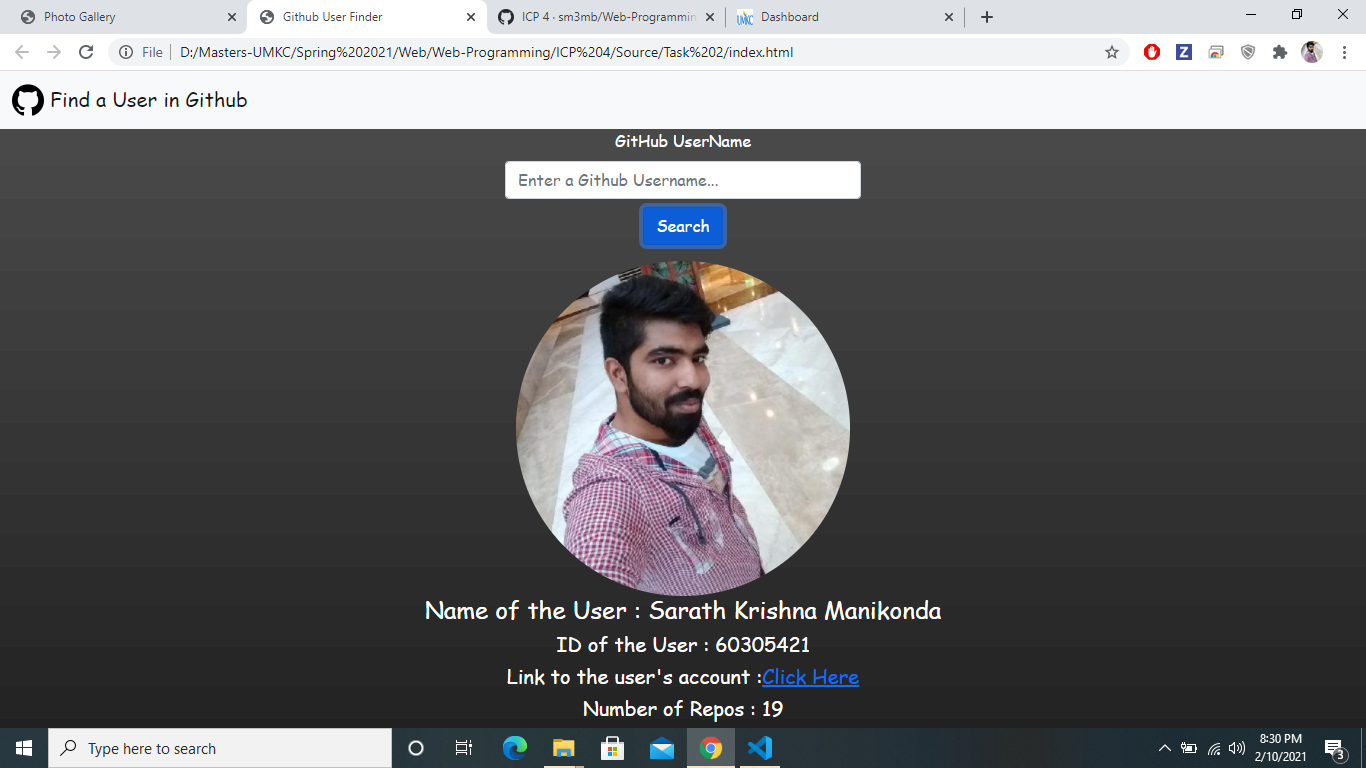 Photo Gallery
Github User Finder
ICP 4 · sm3mb/Web-Programmin
UMKC
Dashboard
File
D:/Masters-UMKC/Spring%202021/Web/Web-Programming/ICP%204/Source/Task%202/index.html
Z
Find a User in Github
GitHub UserName
Enter a Github Username...
Search
Name of the User : Sarath Krishna Manikonda
ID of the User : 60305421
Link to the user's account :Click Here
Number of Repos : 19
Type here to search
8:30 PM
2/10/2021
3